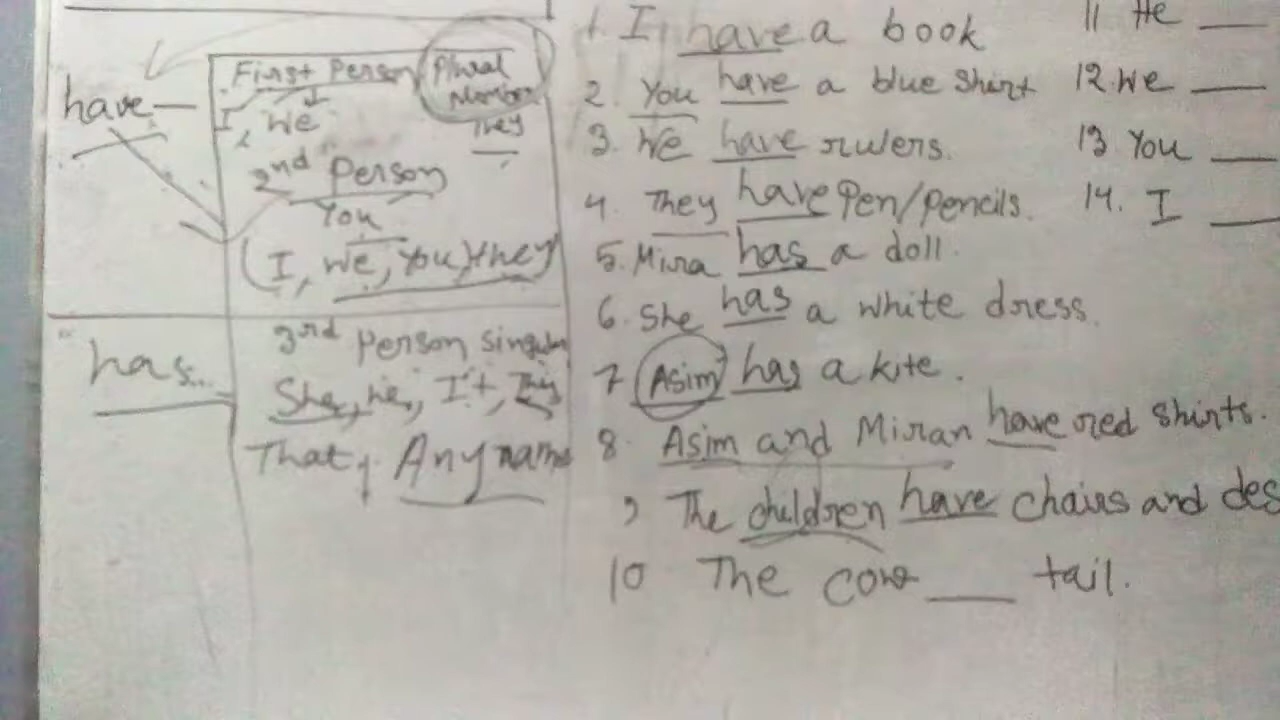 have
First Person
Plural Number
I, We
They
2nd Person
You
(I, We, You, they)
has..
3rd person singular
She, he, It, This
That, Any name
1. I have a book
2. You have a blue shirt
3. We have rulers.
4. They have Pen/Pencils.
5. Mira has a doll.
6. She has a white dress.
7 Asim has a kite.
8. Asim and Miran have red shirts.
9 The children have chairs and des
10 The cow ___ tail.
11 He ___
12. We ___
13 You ___
14. I ___